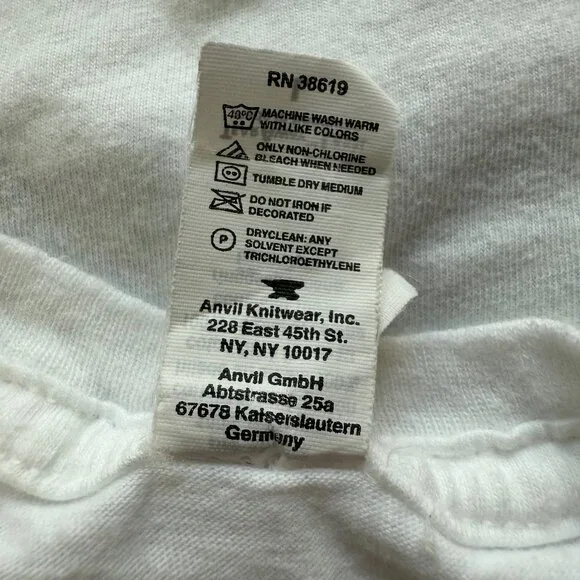 RN 38619
40°C MACHINE WASH WARM
WITH LIKE COLORS
ONLY NON-CHLORINE
BLEACH WHEN NEEDED
TUMBLE DRY MEDIUM
DO NOT IRON IF
DECORATED
P DRYCLEAN: ANY
SOLVENT EXCEPT
TRICHLOROETHYLENE
Anvil Knitwear, Inc.
228 East 45th St.
NY, NY 10017
Anvil GmbH
Abtstrasse 25a
67678 Kaiserslautern
Germany